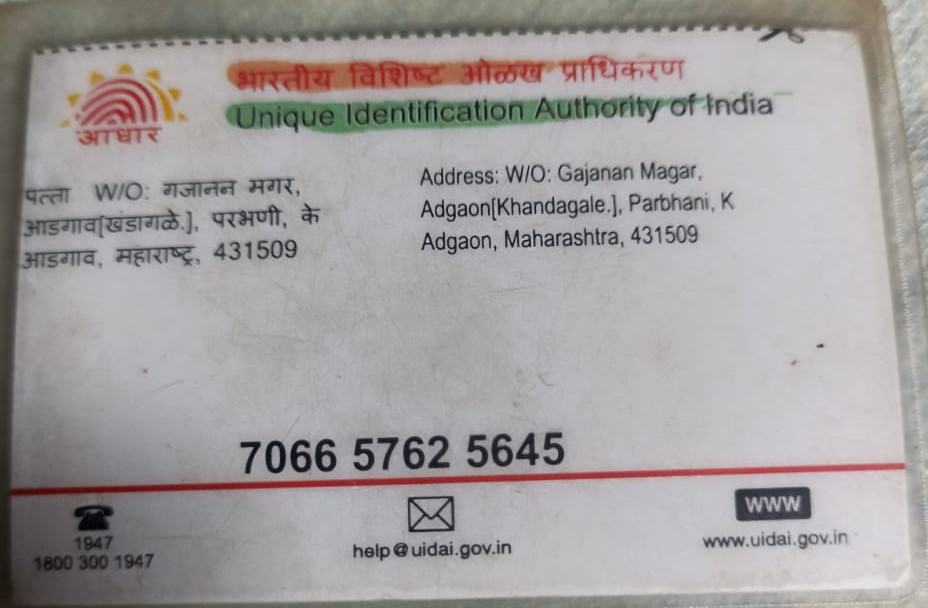 भारतीय विशिष्ट ओळख प्राधिकरण
Unique Identification Authority of India
आधार
पत्ता W/O: गजानन मगर,
आडगाव[खंडागळे.], परभणी, के
आडगाव, महाराष्ट्र, 431509
Address: W/O: Gajanan Magar,
Adgaon[Khandagale.], Parbhani, K
Adgaon, Maharashtra, 431509
7066 5762 5645
1947
1800 300 1947
help@uidai.gov.in
www
www.uidai.gov.in